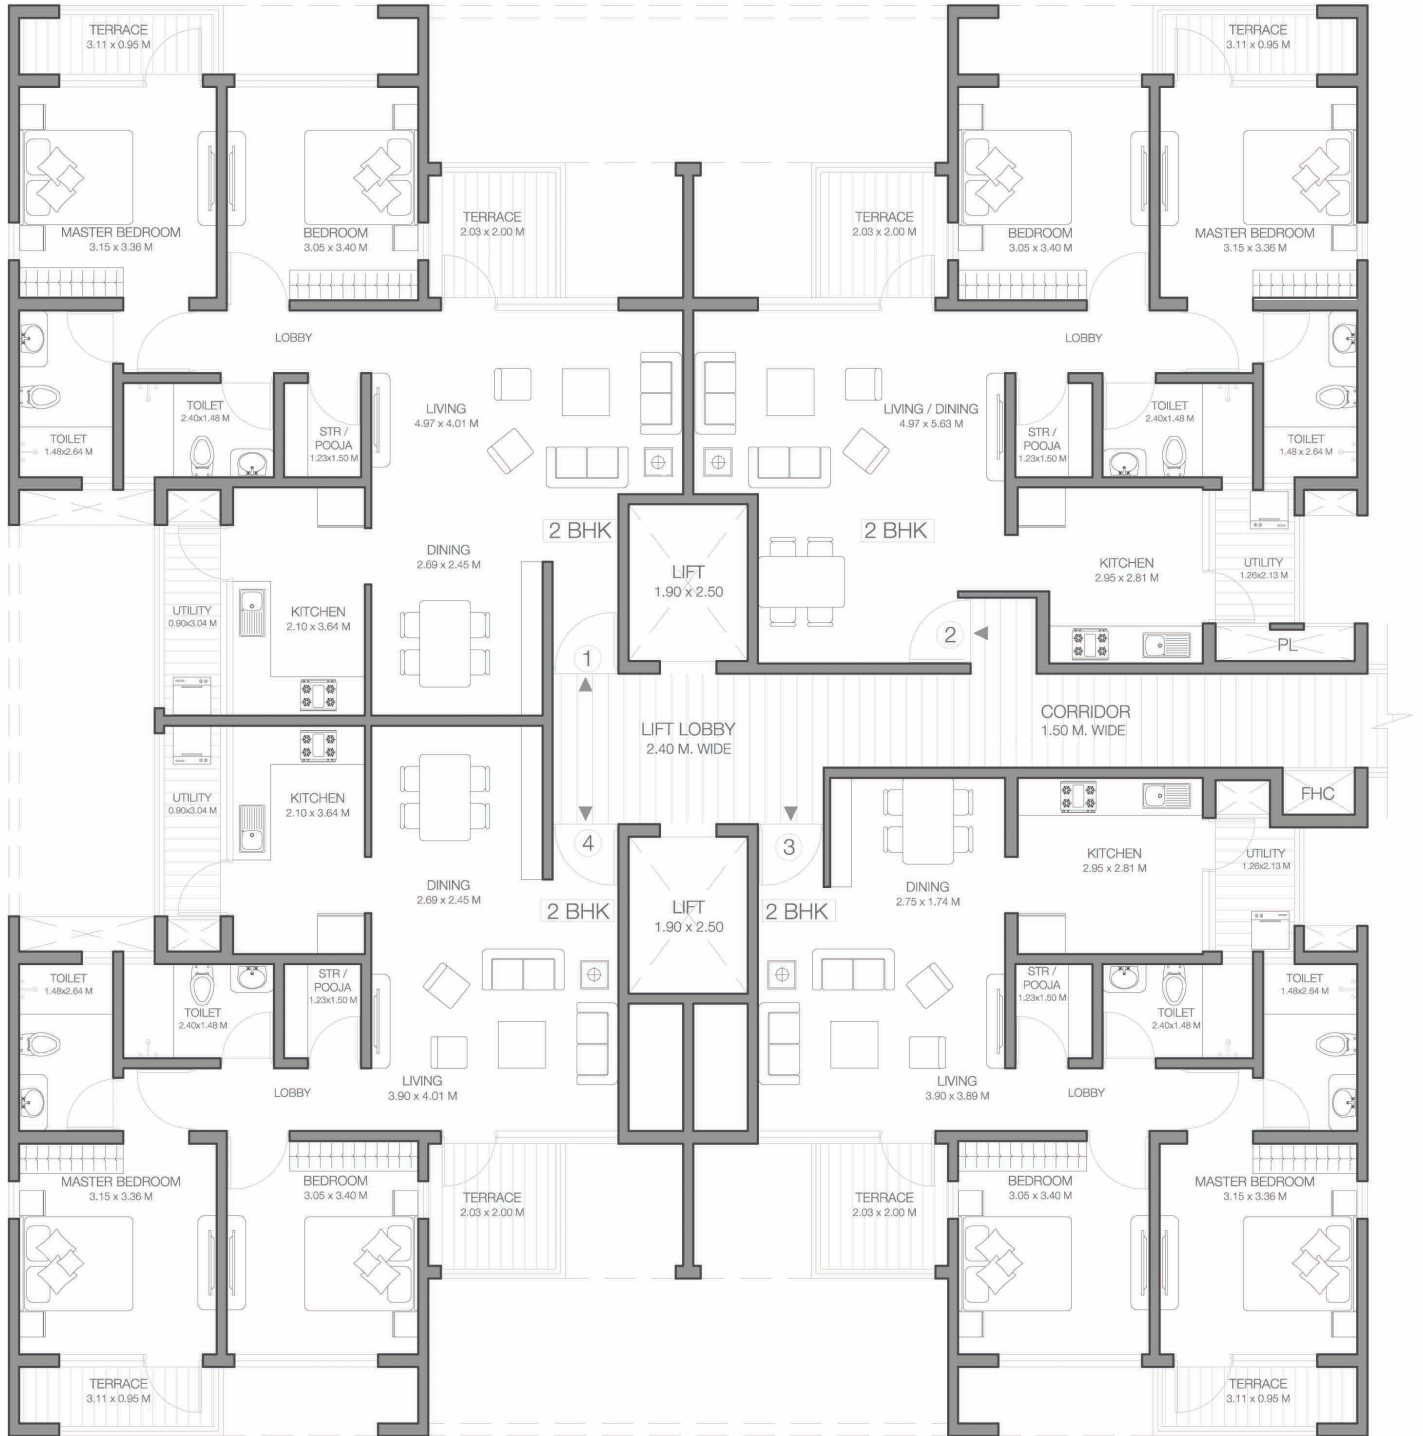 TERRACE
3.11 x 0.95 M
TERRACE
3.11 x 0.95 M
MASTER BEDROOM
3.15 x 3.36 M
BEDROOM
3.05 x 3.40 M
TERRACE
2.03 x 2.00 M
TERRACE
2.03 x 2.00 M
BEDROOM
3.05 x 3.40 M
MASTER BEDROOM
3.15 x 3.36 M
LOBBY
LOBBY
TOILET
1.48x2.64 M
TOILET
2.40x1.48 M
STR /
POOJA
1.23x1.50 M
LIVING
4.97 x 4.01 M
LIVING / DINING
4.97 x 5.63 M
STR /
POOJA
1.23x1.50 M
TOILET
2.40x1.48 M
TOILET
1.48 x 2.64 M
2 BHK
2 BHK
DINING
2.69 x 2.45 M
LIFT
1.90 x 2.50
KITCHEN
2.95 x 2.81 M
UTILITY
1.26x2.13 M
UTILITY
0.90x3.04 M
KITCHEN
2.10 x 3.64 M
1
2
PL
LIFT LOBBY
2.40 M. WIDE
CORRIDOR
1.50 M. WIDE
UTILITY
0.90x3.04 M
KITCHEN
2.10 x 3.64 M
FHC
4
3
DINING
2.69 x 2.45 M
DINING
2.75 x 1.74 M
KITCHEN
2.95 x 2.81 M
UTILITY
1.26x2.13 M
2 BHK
LIFT
1.90 x 2.50
2 BHK
TOILET
1.48x2.64 M
TOILET
2.40x1.48 M
STR /
POOJA
1.23x1.50 M
STR /
POOJA
1.23x1.50 M
TOILET
2.40x1.48 M
TOILET
1.48x2.64 M
LOBBY
LIVING
3.90 x 4.01 M
LIVING
3.90 x 3.89 M
LOBBY
MASTER BEDROOM
3.15 x 3.36 M
BEDROOM
3.05 x 3.40 M
TERRACE
2.03 x 2.00 M
TERRACE
2.03 x 2.00 M
BEDROOM
3.05 x 3.40 M
MASTER BEDROOM
3.15 x 3.36 M
TERRACE
3.11 x 0.95 M
TERRACE
3.11 x 0.95 M